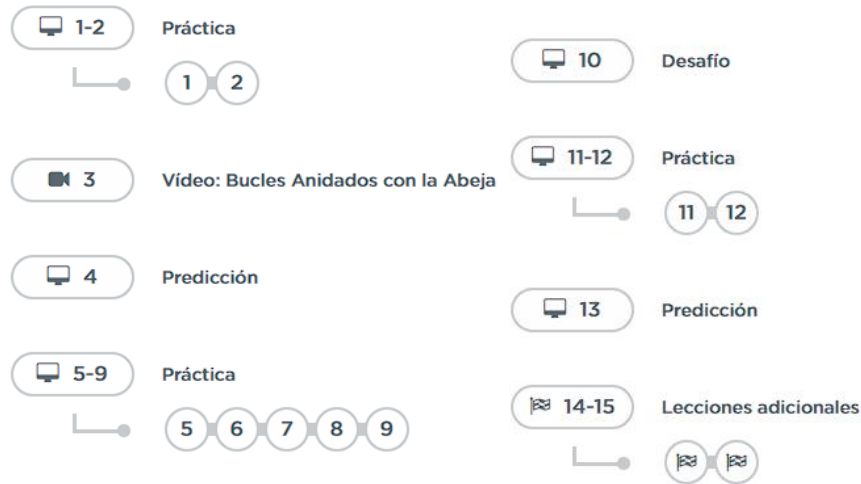 1-2 Práctica
1 2
3 Vídeo: Bucles Anidados con la Abeja
4 Predicción
5-9 Práctica
5 6 7 8 9
10 Desafío
11-12 Práctica
11 12
13 Predicción
14-15 Lecciones adicionales